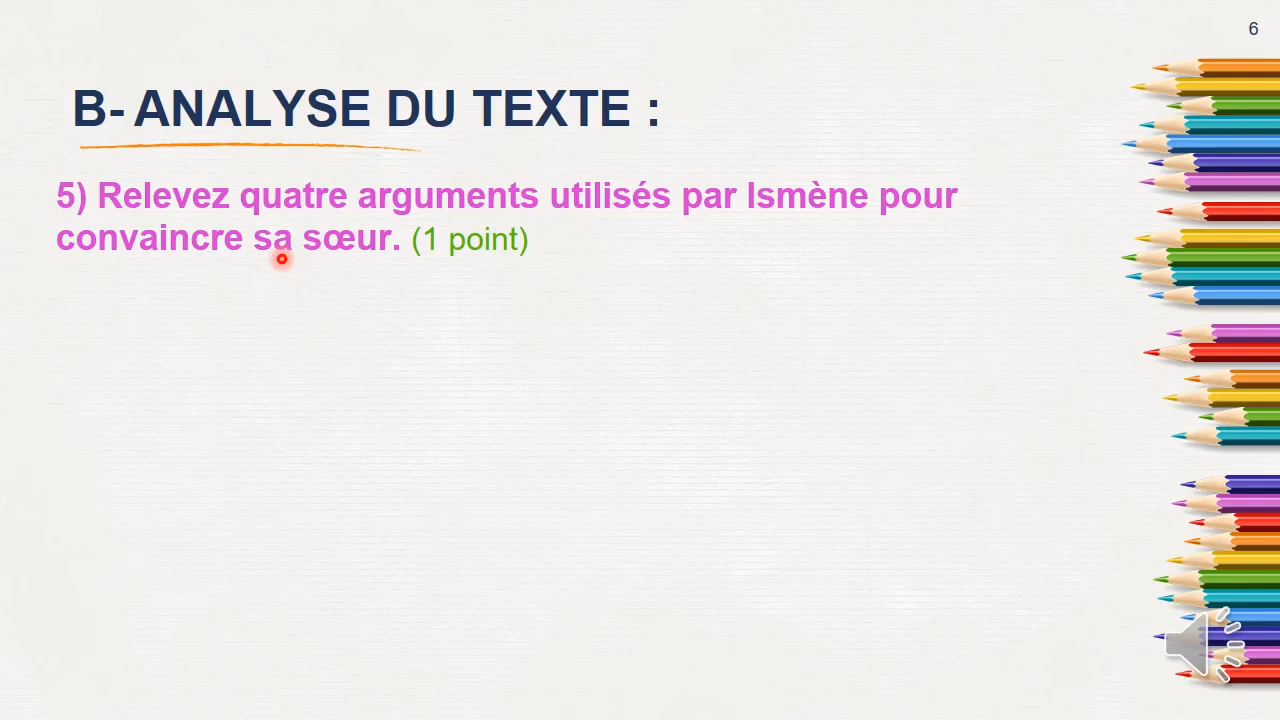 6
B- ANALYSE DU TEXTE :
5) Relevez quatre arguments utilisés par Ismène pour
convaincre sa sœur. (1 point)